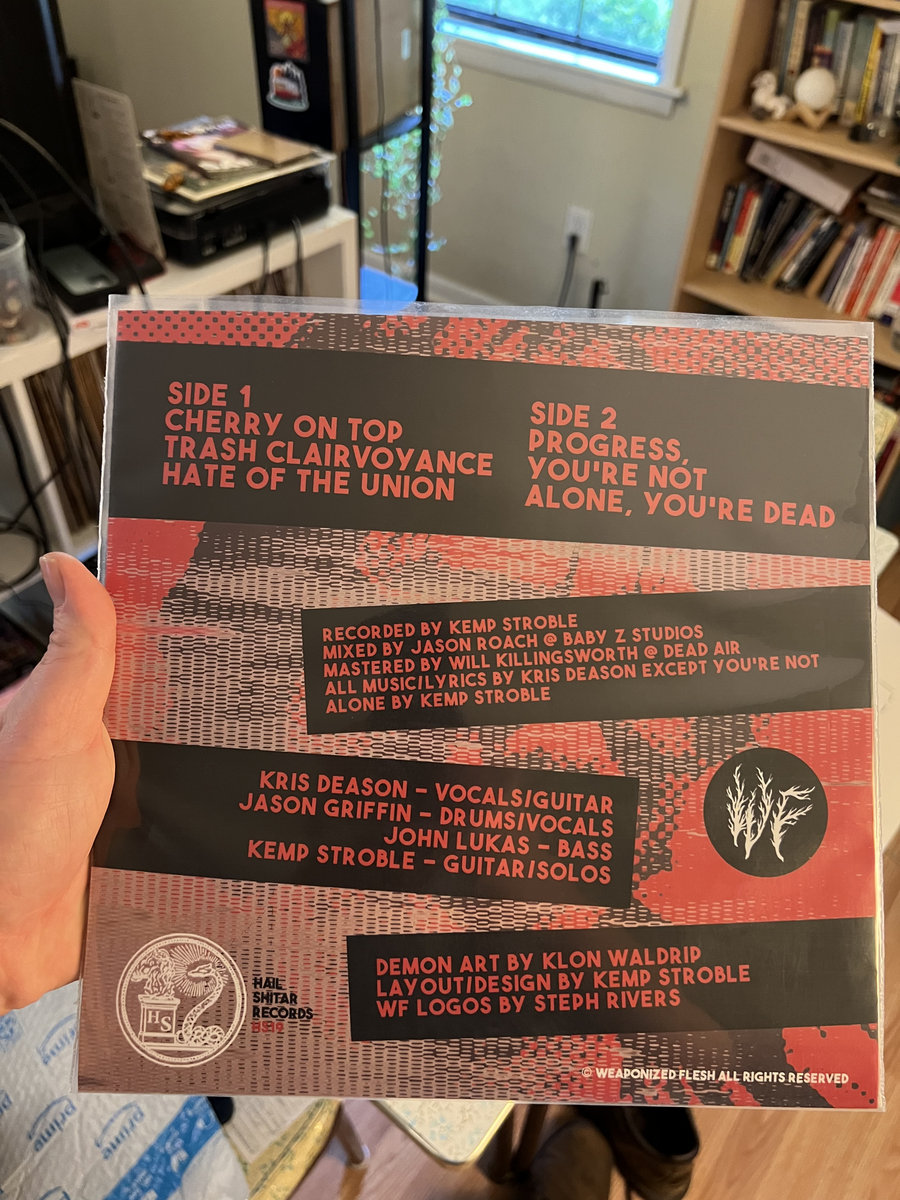 SIDE 1
CHERRY ON TOP
TRASH CLAIRVOYANCE
HATE OF THE UNION
SIDE 2
PROGRESS,
YOU'RE NOT
ALONE, YOU'RE DEAD
RECORDED BY KEMP STROBLE
MIXED BY JASON ROACH @ BABY Z STUDIOS
MASTERED BY WILL KILLINGSWORTH @ DEAD AIR
ALL MUSIC/LYRICS BY KRIS DEASON EXCEPT YOU'RE NOT
ALONE BY KEMP STROBLE
KRIS DEASON – VOCALS/GUITAR
JASON GRIFFIN – DRUMS/VOCALS
JOHN LUKAS – BASS
KEMP STROBLE – GUITAR/SOLOS
WF
DEMON ART BY KLON WALDRIP
LAYOUT/DESIGN BY KEMP STROBLE
WF LOGOS BY STEPH RIVERS
HS
HAIL
SHITAR
RECORDS
© WEAPONIZED FLESH ALL RIGHTS RESERVED
prime
prime
prime